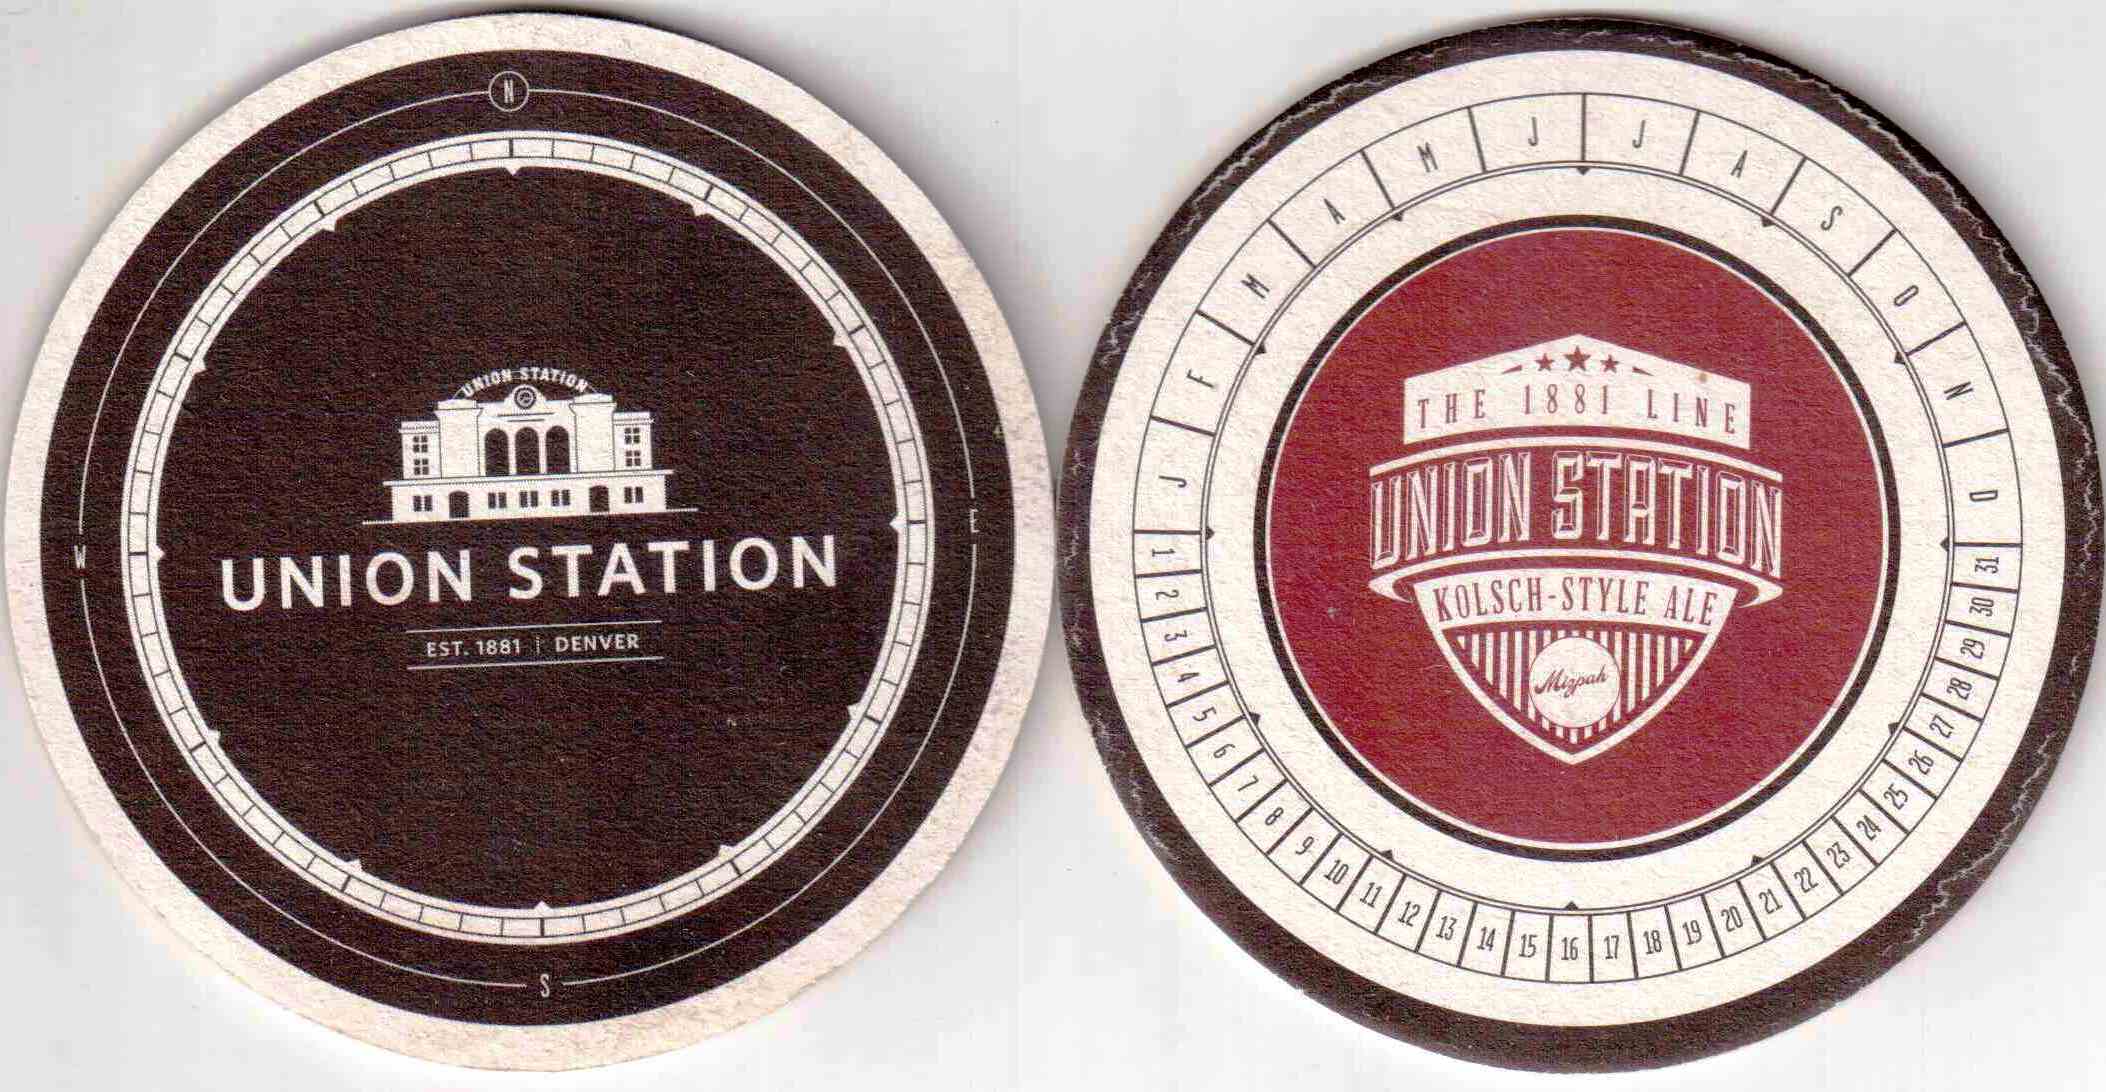 N
UNION STATION
UNION STATION
EST. 1881 | DENVER
W
E
S
J F M A M J J A S O N D
THE 1881 LINE
UNION STATION
KOLSCH-STYLE ALE
Mizpah
1 2 3 4 5 6 7 8 9 10 11 12 13 14 15 16 17 18 19 20 21 22 23 24 25 26 27 28 29 30 31